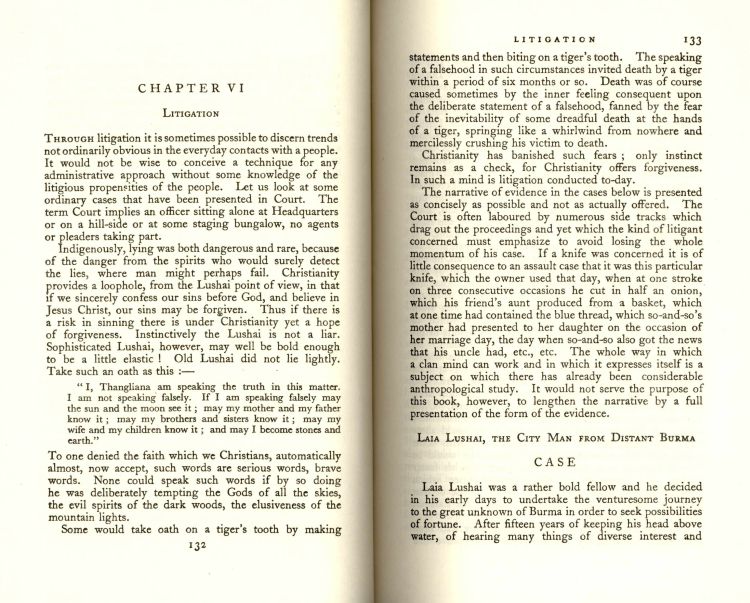 CHAPTER VI
LITIGATION
THROUGH litigation it is sometimes possible to discern trends
not ordinarily obvious in the everyday contacts with a people.
It would not be wise to conceive a technique for any
administrative approach without some knowledge of the
litigious propensities of the people. Let us look at some
ordinary cases that have been presented in Court. The
term Court implies an officer sitting alone at Headquarters
or on a hill-side or at some staging bungalow, no agents
or pleaders taking part.
Indigenously, lying was both dangerous and rare, because
of the danger from the spirits who would surely detect
the lies, where man might perhaps fail. Christianity
provides a loophole, from the Lushai point of view, in that
if we sincerely confess our sins before God, and believe in
Jesus Christ, our sins may be forgiven. Thus if there is
a risk in sinning there is under Christianity yet a hope
of forgiveness. Instinctively the Lushai is not a liar.
Sophisticated Lushai, however, may well be bold enough
to be a little elastic ! Old Lushai did not lie lightly.
Take such an oath as this :—
“ I, Thangliana am speaking the truth in this matter.
I am not speaking falsely. If I am speaking falsely may
the sun and the moon see it ; may my mother and my father
know it ; may my brothers and sisters know it ; may my
wife and my children know it ; and may I become stones and
earth.”
To one denied the faith which we Christians, automatically
almost, now accept, such words are serious words, brave
words. None could speak such words if by so doing
he was deliberately tempting the Gods of all the skies,
the evil spirits of the dark woods, the elusiveness of the
mountain lights.
Some would take oath on a tiger's tooth by making
132
LITIGATION 133
statements and then biting on a tiger's tooth. The speaking
of a falsehood in such circumstances invited death by a tiger
within a period of six months or so. Death was of course
caused sometimes by the inner feeling consequent upon
the deliberate statement of a falsehood, fanned by the fear
of the inevitability of some dreadful death at the hands
of a tiger, springing like a whirlwind from nowhere and
mercilessly crushing his victim to death.
Christianity has banished such fears ; only instinct
remains as a check, for Christianity offers forgiveness.
In such a mind is litigation conducted to-day.
The narrative of evidence in the cases below is presented
as concisely as possible and not as actually offered. The
Court is often laboured by numerous side tracks which
drag out the proceedings and yet which the kind of litigant
concerned must emphasize to avoid losing the whole
momentum of his case. If a knife was concerned it is of
little consequence to an assault case that it was this particular
knife, which the owner used that day, when at one stroke
on three consecutive occasions he cut in half an onion,
which his friend's aunt produced from a basket, which
at one time had contained the blue thread, which so-and-so's
mother had presented to her daughter on the occasion of
her marriage day, the day when so-and-so also got the news
that his uncle had, etc., etc. The whole way in which
a clan mind can work and in which it expresses itself is a
subject on which there has already been considerable
anthropological study. It would not serve the purpose of
this book, however, to lengthen the narrative by a full
presentation of the form of the evidence.
LAIA LUSHAI, THE CITY MAN FROM DISTANT BURMA
CASE
Laia Lushai was a rather bold fellow and he decided
in his early days to undertake the venturesome journey
to the great unknown of Burma in order to seek possibilities
of fortune. After fifteen years of keeping his head above
water, of hearing many things of diverse interest and